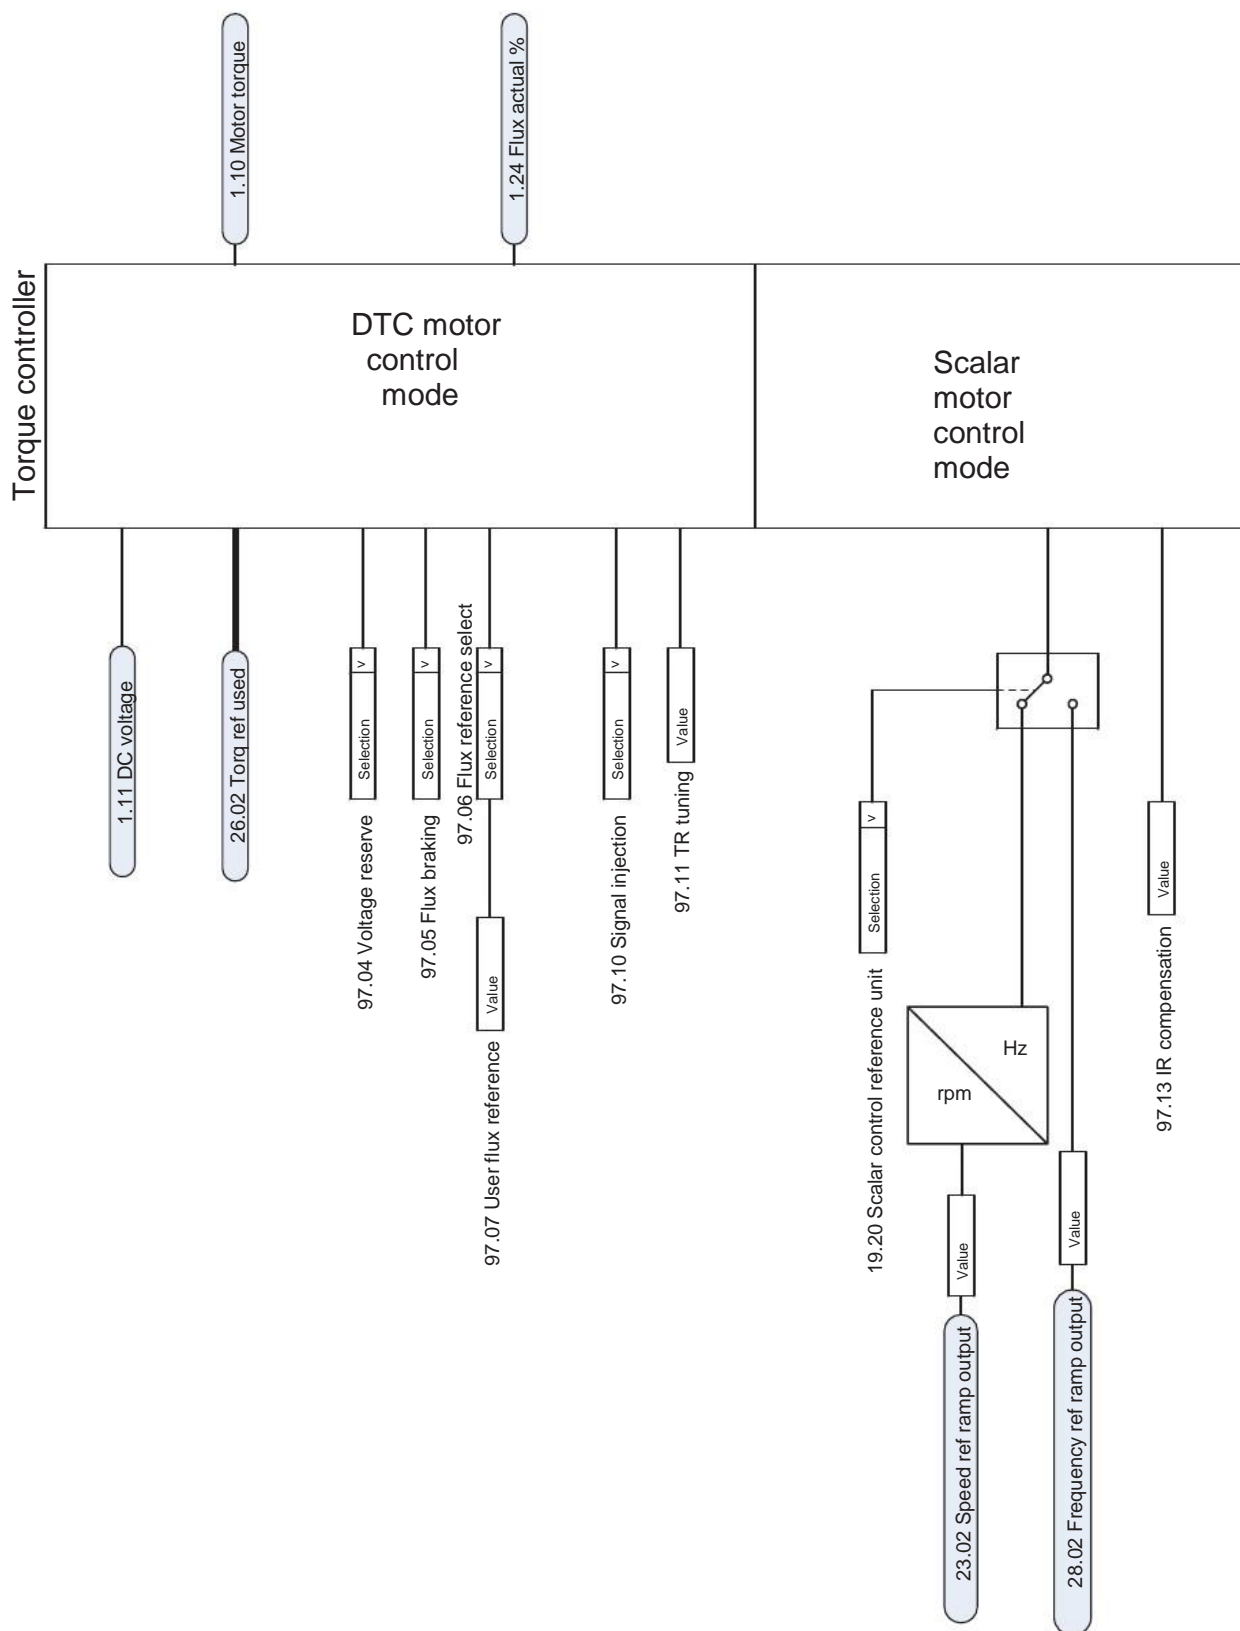 1.10 Motor torque
1.24 Flux actual %
Torque controller
DTC motor
control
mode
Scalar
motor
control
mode
1.11 DC voltage
26.02 Torq ref used
v
Selection
97.04 Voltage reserve
v
Selection
97.05 Flux braking
97.06 Flux reference select
v
Selection
Value
97.07 User flux reference
v
Selection
97.10 Signal injection
Value
97.11 TR tuning
v
Selection
19.20 Scalar control reference unit
Hz
rpm
Value
23.02 Speed ref ramp output
Value
28.02 Frequency ref ramp output
Value
97.13 IR compensation